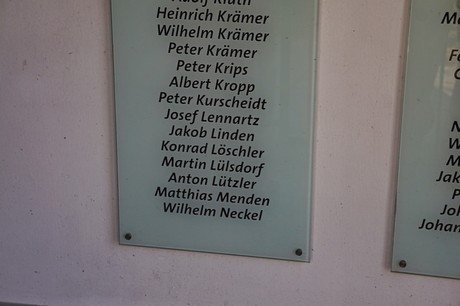 Heinrich Krämer
Wilhelm Krämer
Peter Krämer
Peter Krips
Albert Kropp
Peter Kurscheidt
Josef Lennartz
Jakob Linden
Konrad Löschler
Martin Lülsdorf
Anton Lützler
Matthias Menden
Wilhelm Neckel